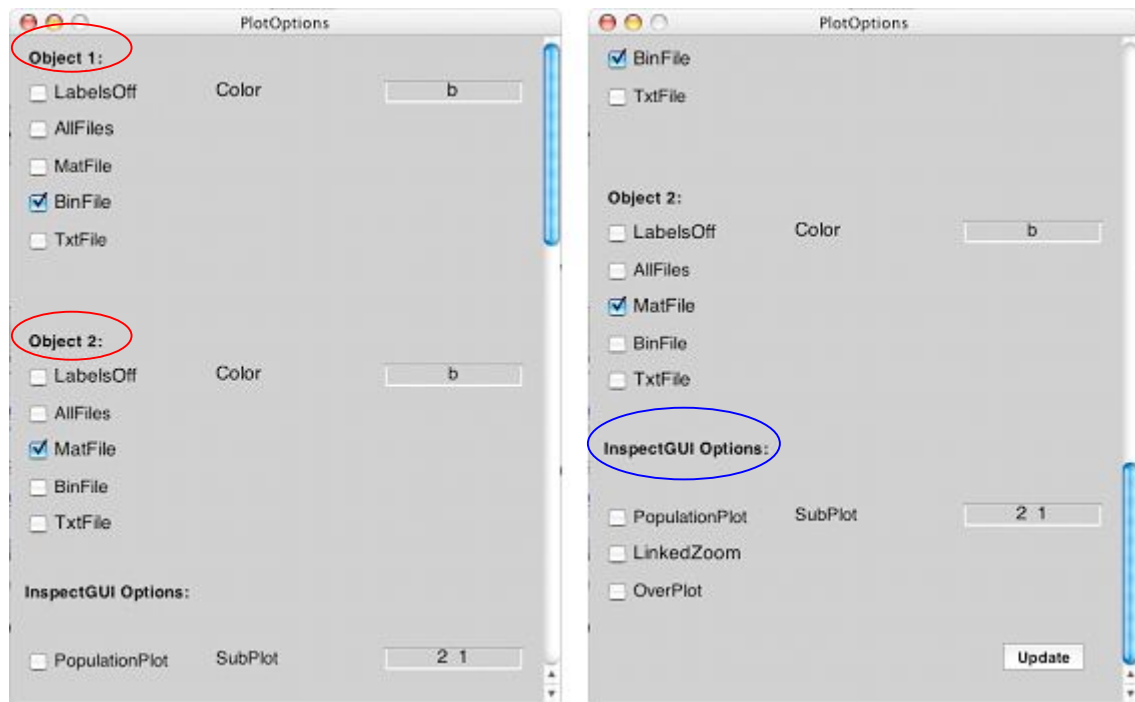 PlotOptions
Object 1:
LabelsOff Color b
AllFiles
MatFile
BinFile
TxtFile
Object 2:
LabelsOff Color b
AllFiles
MatFile
BinFile
TxtFile
InspectGUI Options:
PopulationPlot SubPlot 2 1
PlotOptions
BinFile
TxtFile
Object 2:
LabelsOff Color b
AllFiles
MatFile
BinFile
TxtFile
InspectGUI Options:
PopulationPlot SubPlot 2 1
LinkedZoom
OverPlot
Update